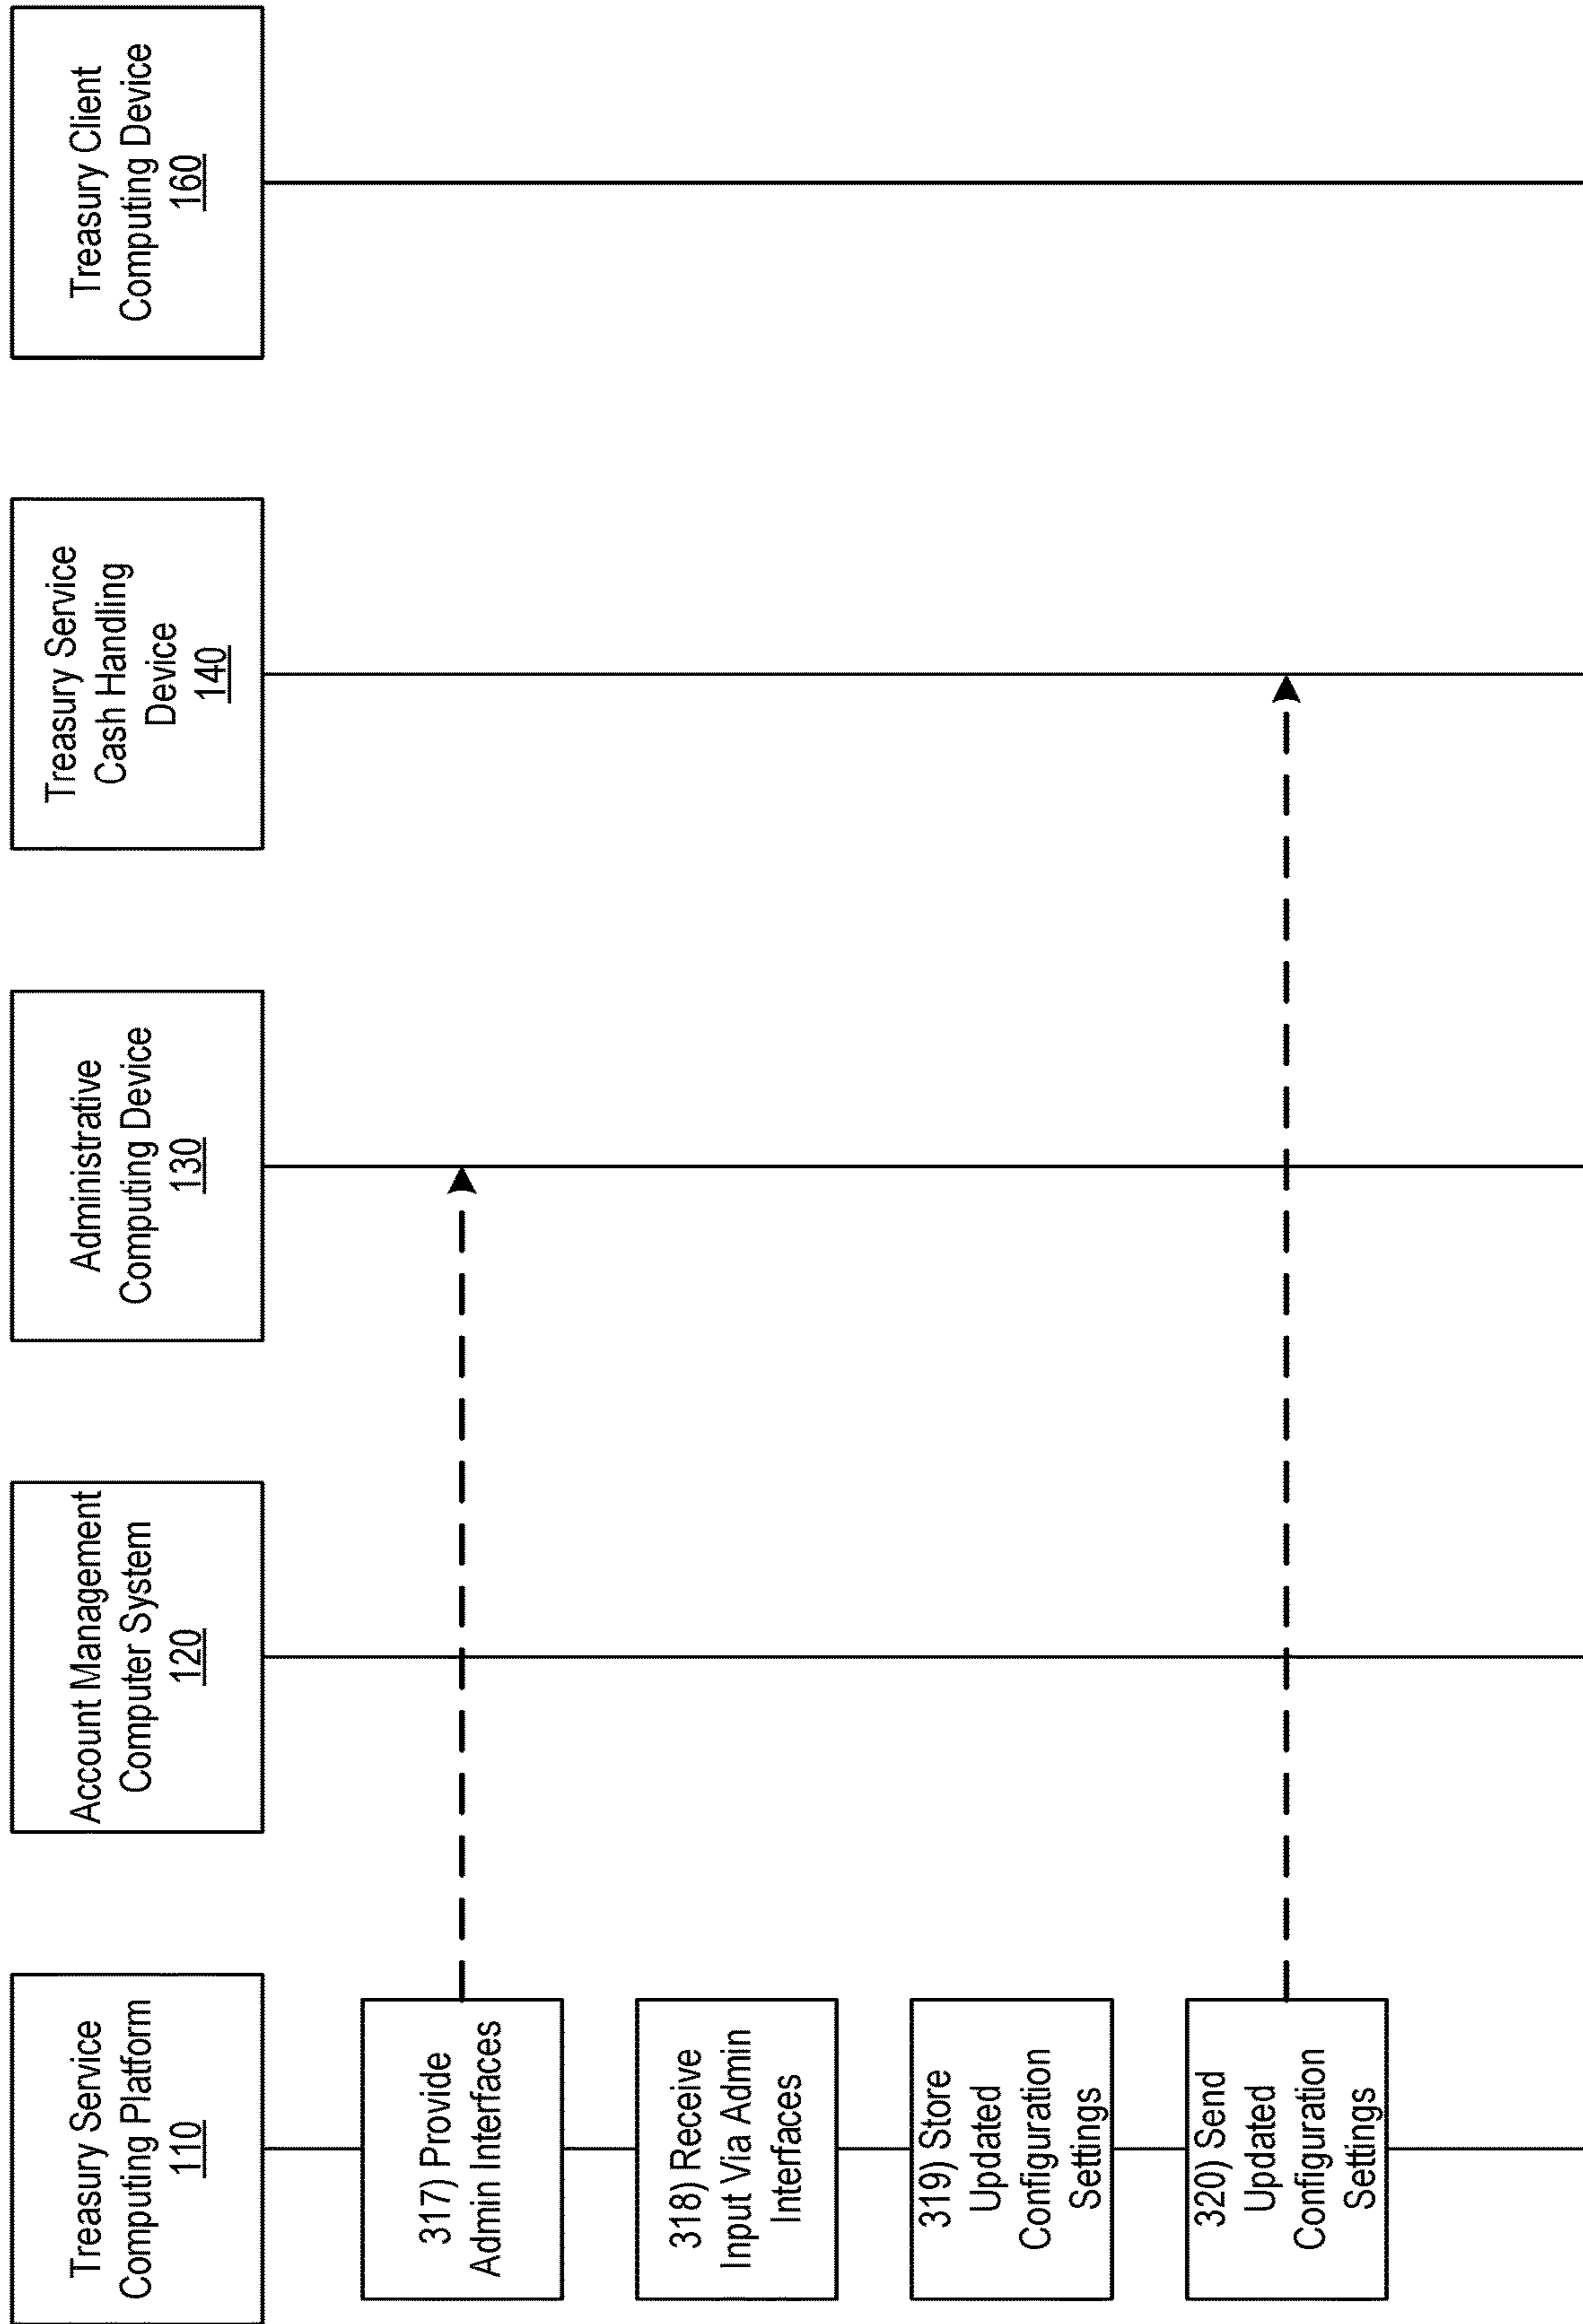 Treasury Service
Computing Platform
110
Account Management
Computer System
120
Administrative
Computing Device
130
Treasury Service
Cash Handling
Device
140
Treasury Client
Computing Device
160
317) Provide
Admin Interfaces
318) Receive
Input Via Admin
Interfaces
319) Store
Updated
Configuration
Settings
320) Send
Updated
Configuration
Settings